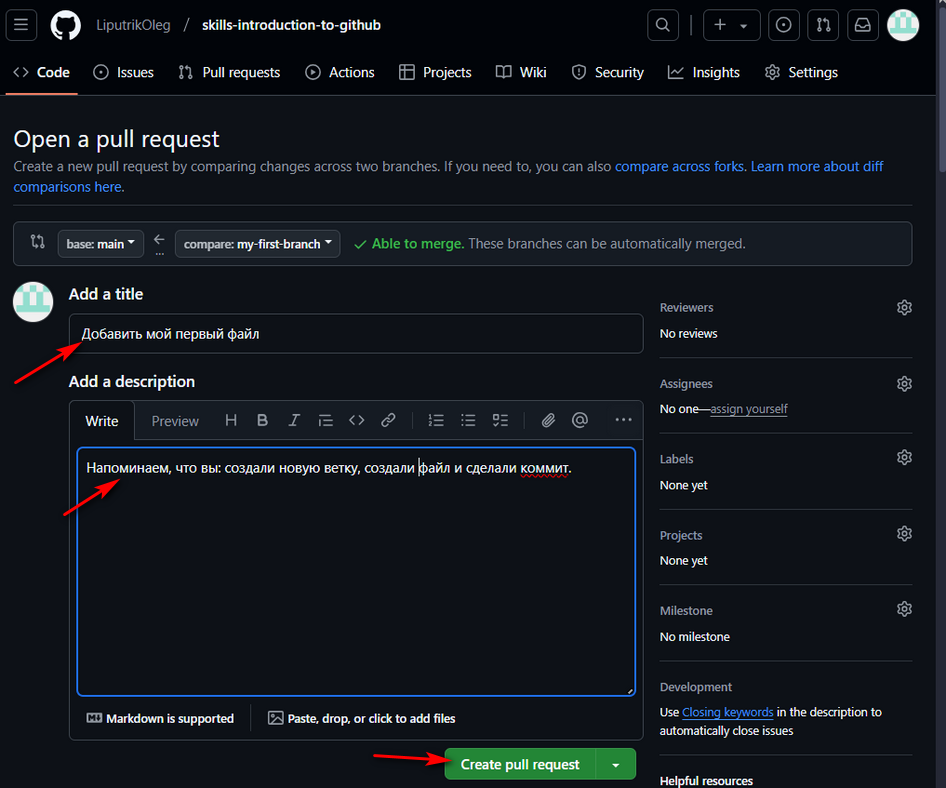 LiputrikOleg / skills-introduction-to-github
Code Issues Pull requests Actions Projects Wiki Security Insights Settings
Open a pull request
Create a new pull request by comparing changes across two branches. If you need to, you can also compare across forks. Learn more about diff
comparisons here.
base: main compare: my-first-branch Able to merge. These branches can be automatically merged.
Add a title
Добавить мой первый файл
Add a description
Write Preview
Напоминаем, что вы: создали новую ветку, создали файл и сделали коммит.
Markdown is supported Paste, drop, or click to add files
Create pull request
Reviewers
No reviews
Assignees
No one—assign yourself
Labels
None yet
Projects
None yet
Milestone
No milestone
Development
Use Closing keywords in the description to
automatically close issues
Helpful resources